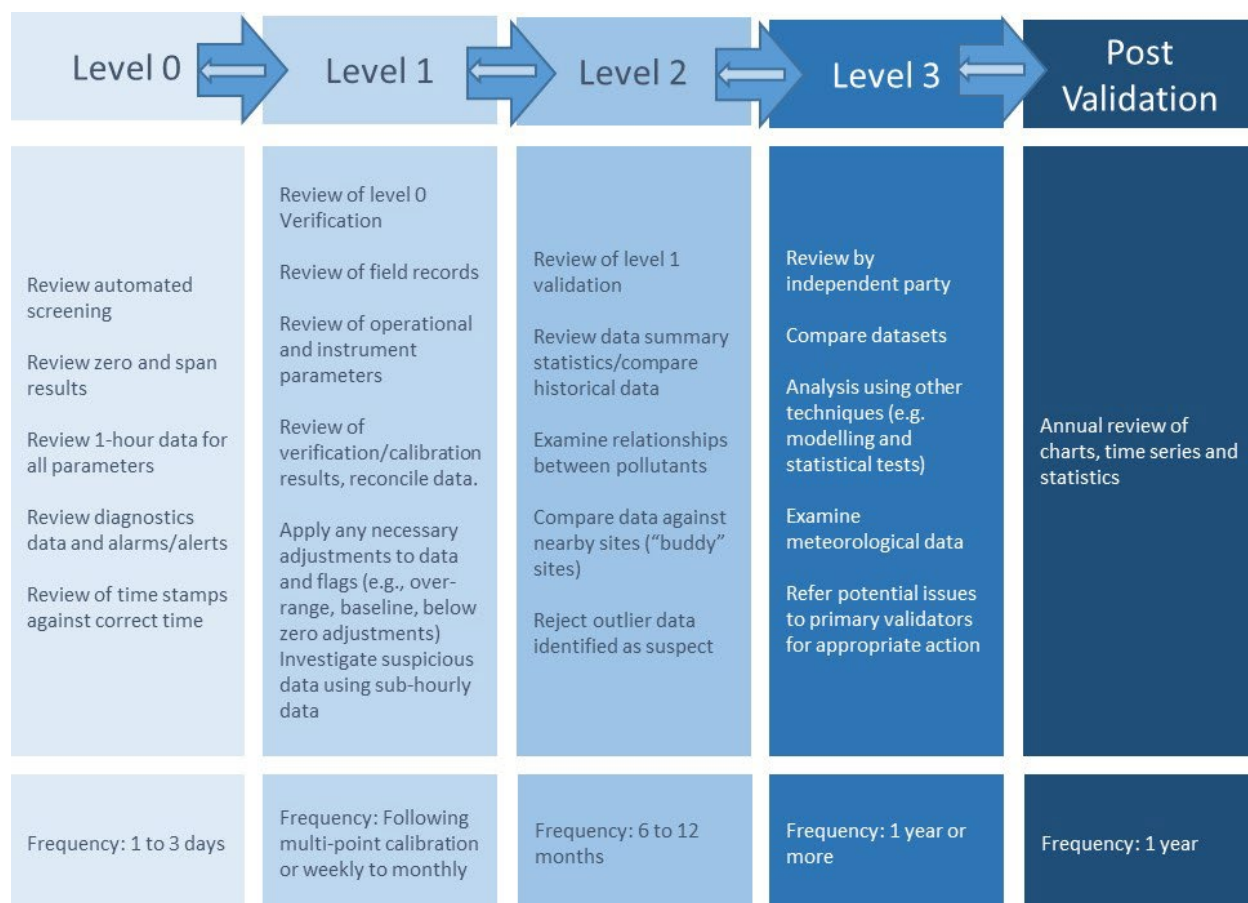 Level 0
Level 1
Level 2
Level 3
Post
Validation
Review automated
screening
Review zero and span
results
Review 1-hour data for
all parameters
Review diagnostics
data and alarms/alerts
Review of time stamps
against correct time
Review of level 0
Verification
Review of field records
Review of operational
and instrument
parameters
Review of
verification/calibration
results, reconcile data.
Apply any necessary
adjustments to data
and flags (e.g., over-
range, baseline, below
zero adjustments)
Investigate suspicious
data using sub-hourly
data
Review of level 1
validation
Review data summary
statistics/compare
historical data
Examine relationships
between pollutants
Compare data against
nearby sites (“buddy”
sites)
Reject outlier data
identified as suspect
Review by
independent party
Compare datasets
Analysis using other
techniques (e.g.
modelling and
statistical tests)
Examine
meteorological data
Refer potential issues
to primary validators
for appropriate action
Annual review of
charts, time series and
statistics
Frequency: 1 to 3 days
Frequency: Following
multi-point calibration
or weekly to monthly
Frequency: 6 to 12
months
Frequency: 1 year or
more
Frequency: 1 year